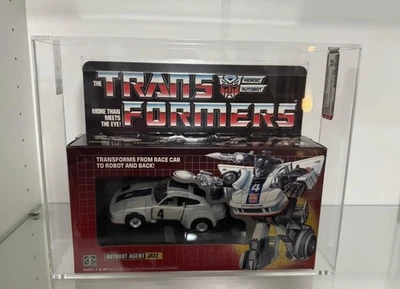 THE TRANSFORMERS
HEROIC
AUTOBOT
MORE THAN
MEETS
THE EYE!
TRANSFORMS FROM RACE CAR
TO ROBOT AND BACK!
4
4
AUTOBOT AGENT: JAZZ